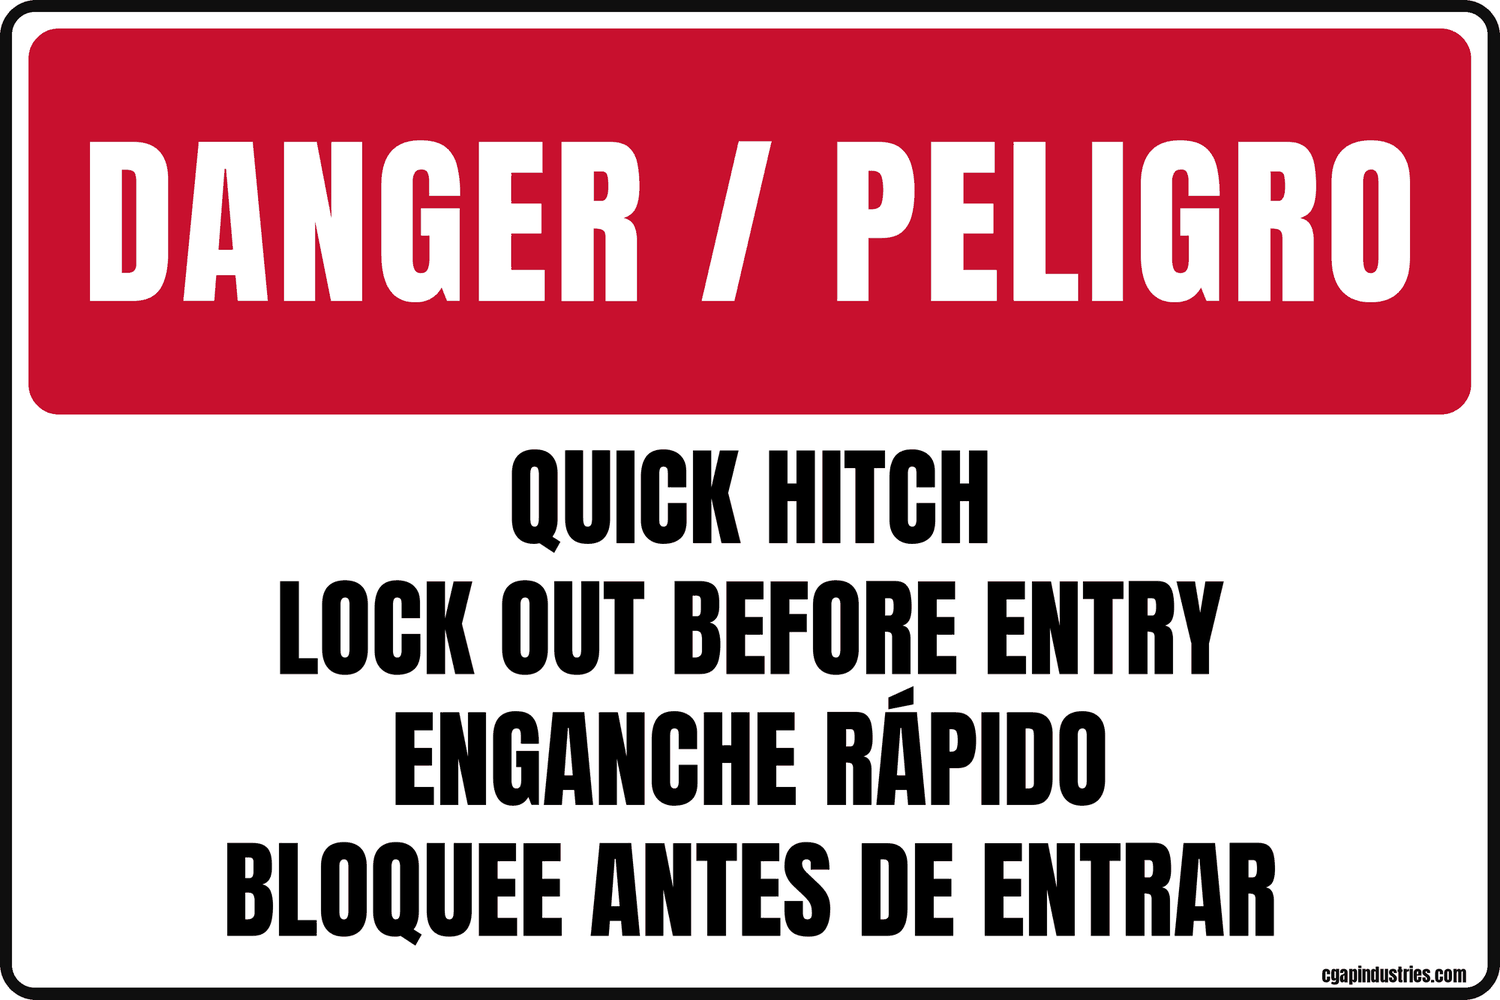 DANGER / PELIGRO
QUICK HITCH
LOCK OUT BEFORE ENTRY
ENGANCHE RÁPIDO
BLOQUEE ANTES DE ENTRAR
cgapindustries.com